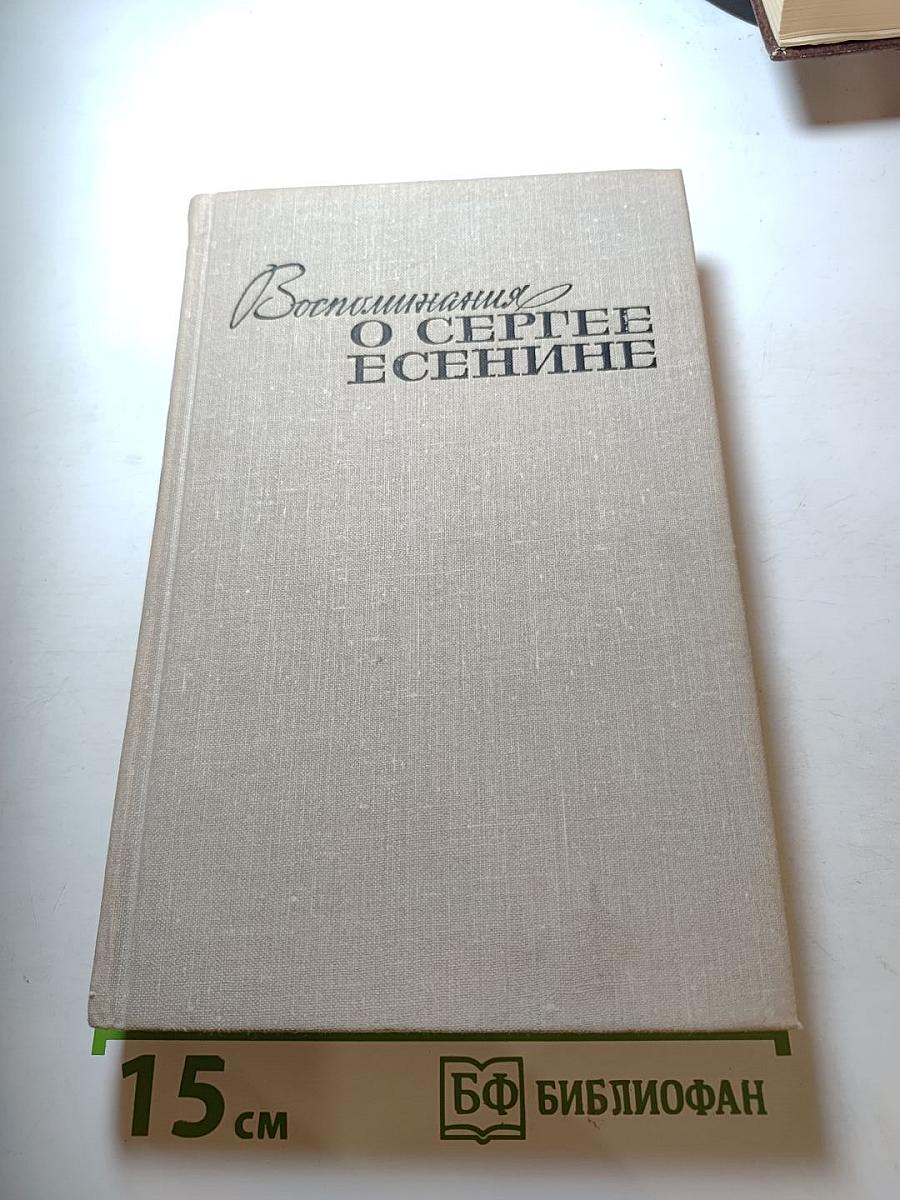 Воспоминания
О СЕРГЕЕ
ЕСЕНИНЕ
15 см
БФ БИБЛИОФАН